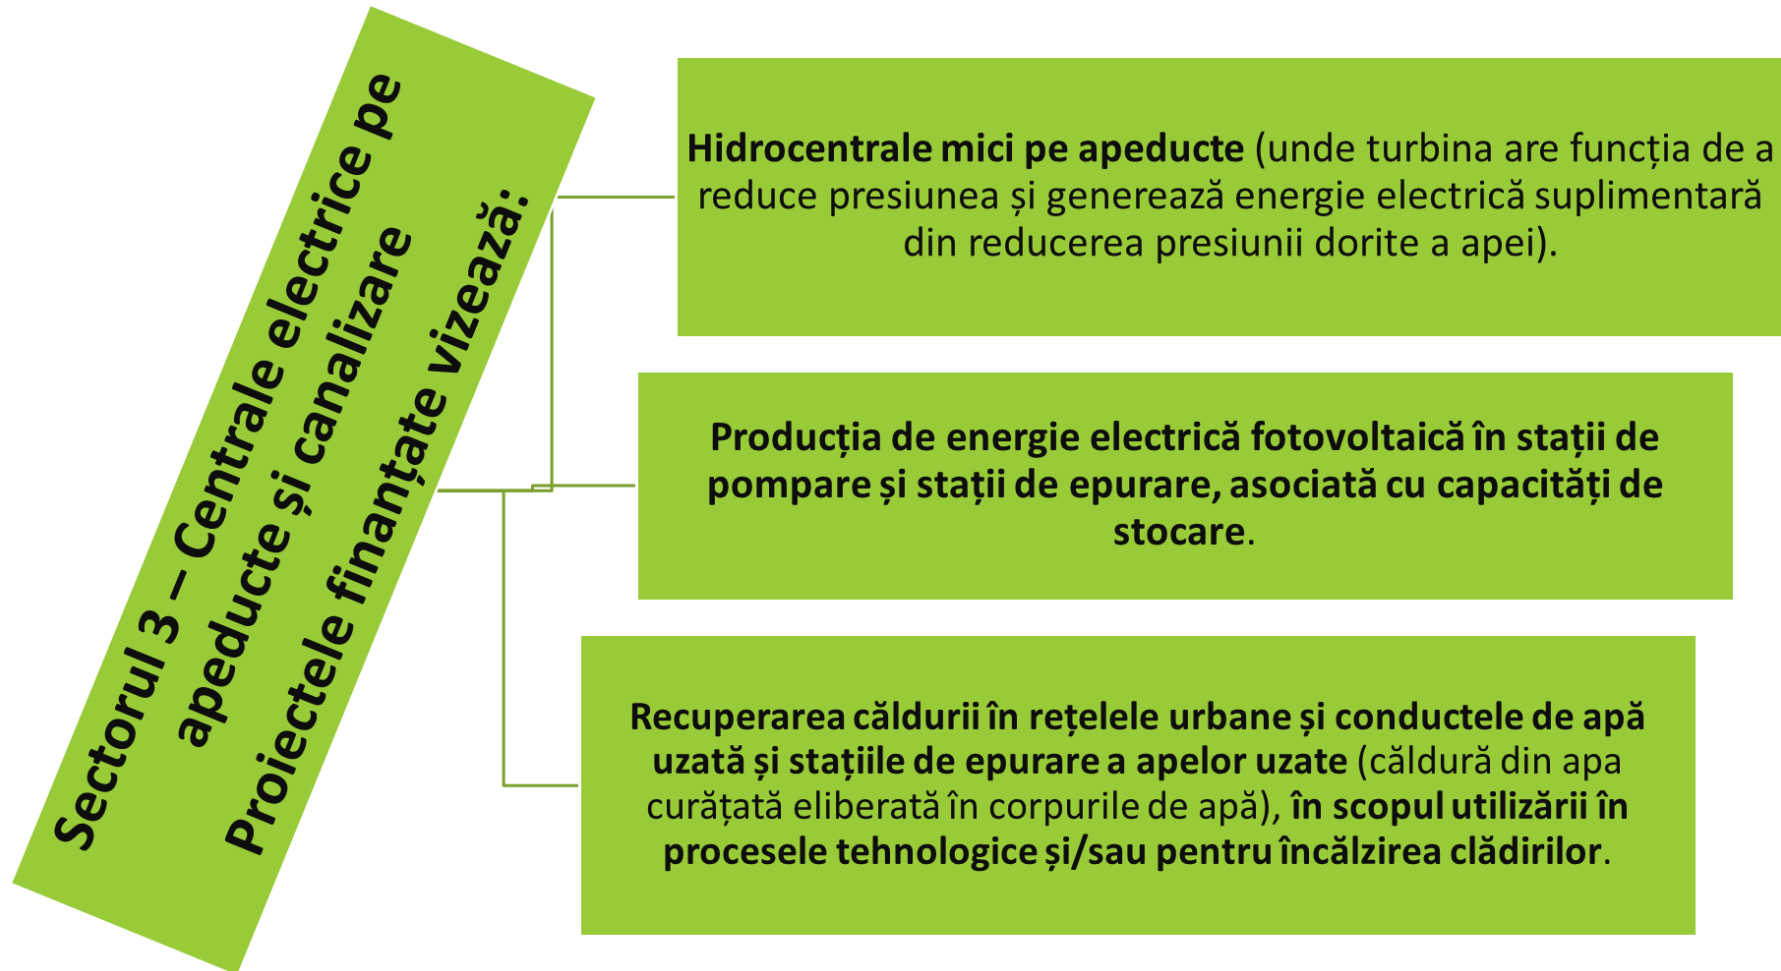 Sectorul 3 – Centrale electrice pe
apeducte și canalizare
Proiectele finanțate vizează:
Hidrocentrale mici pe apeducte (unde turbina are funcția de a
reduce presiunea și generează energie electrică suplimentară
din reducerea presiunii dorite a apei).
Producția de energie electrică fotovoltaică în stații de
pompare și stații de epurare, asociată cu capacități de
stocare.
Recuperarea căldurii în rețelele urbane și conductele de apă
uzată și stațiile de epurare a apelor uzate (căldură din apa
curățată eliberată în corpurile de apă), în scopul utilizării în
procesele tehnologice și/sau pentru încălzirea clădirilor.